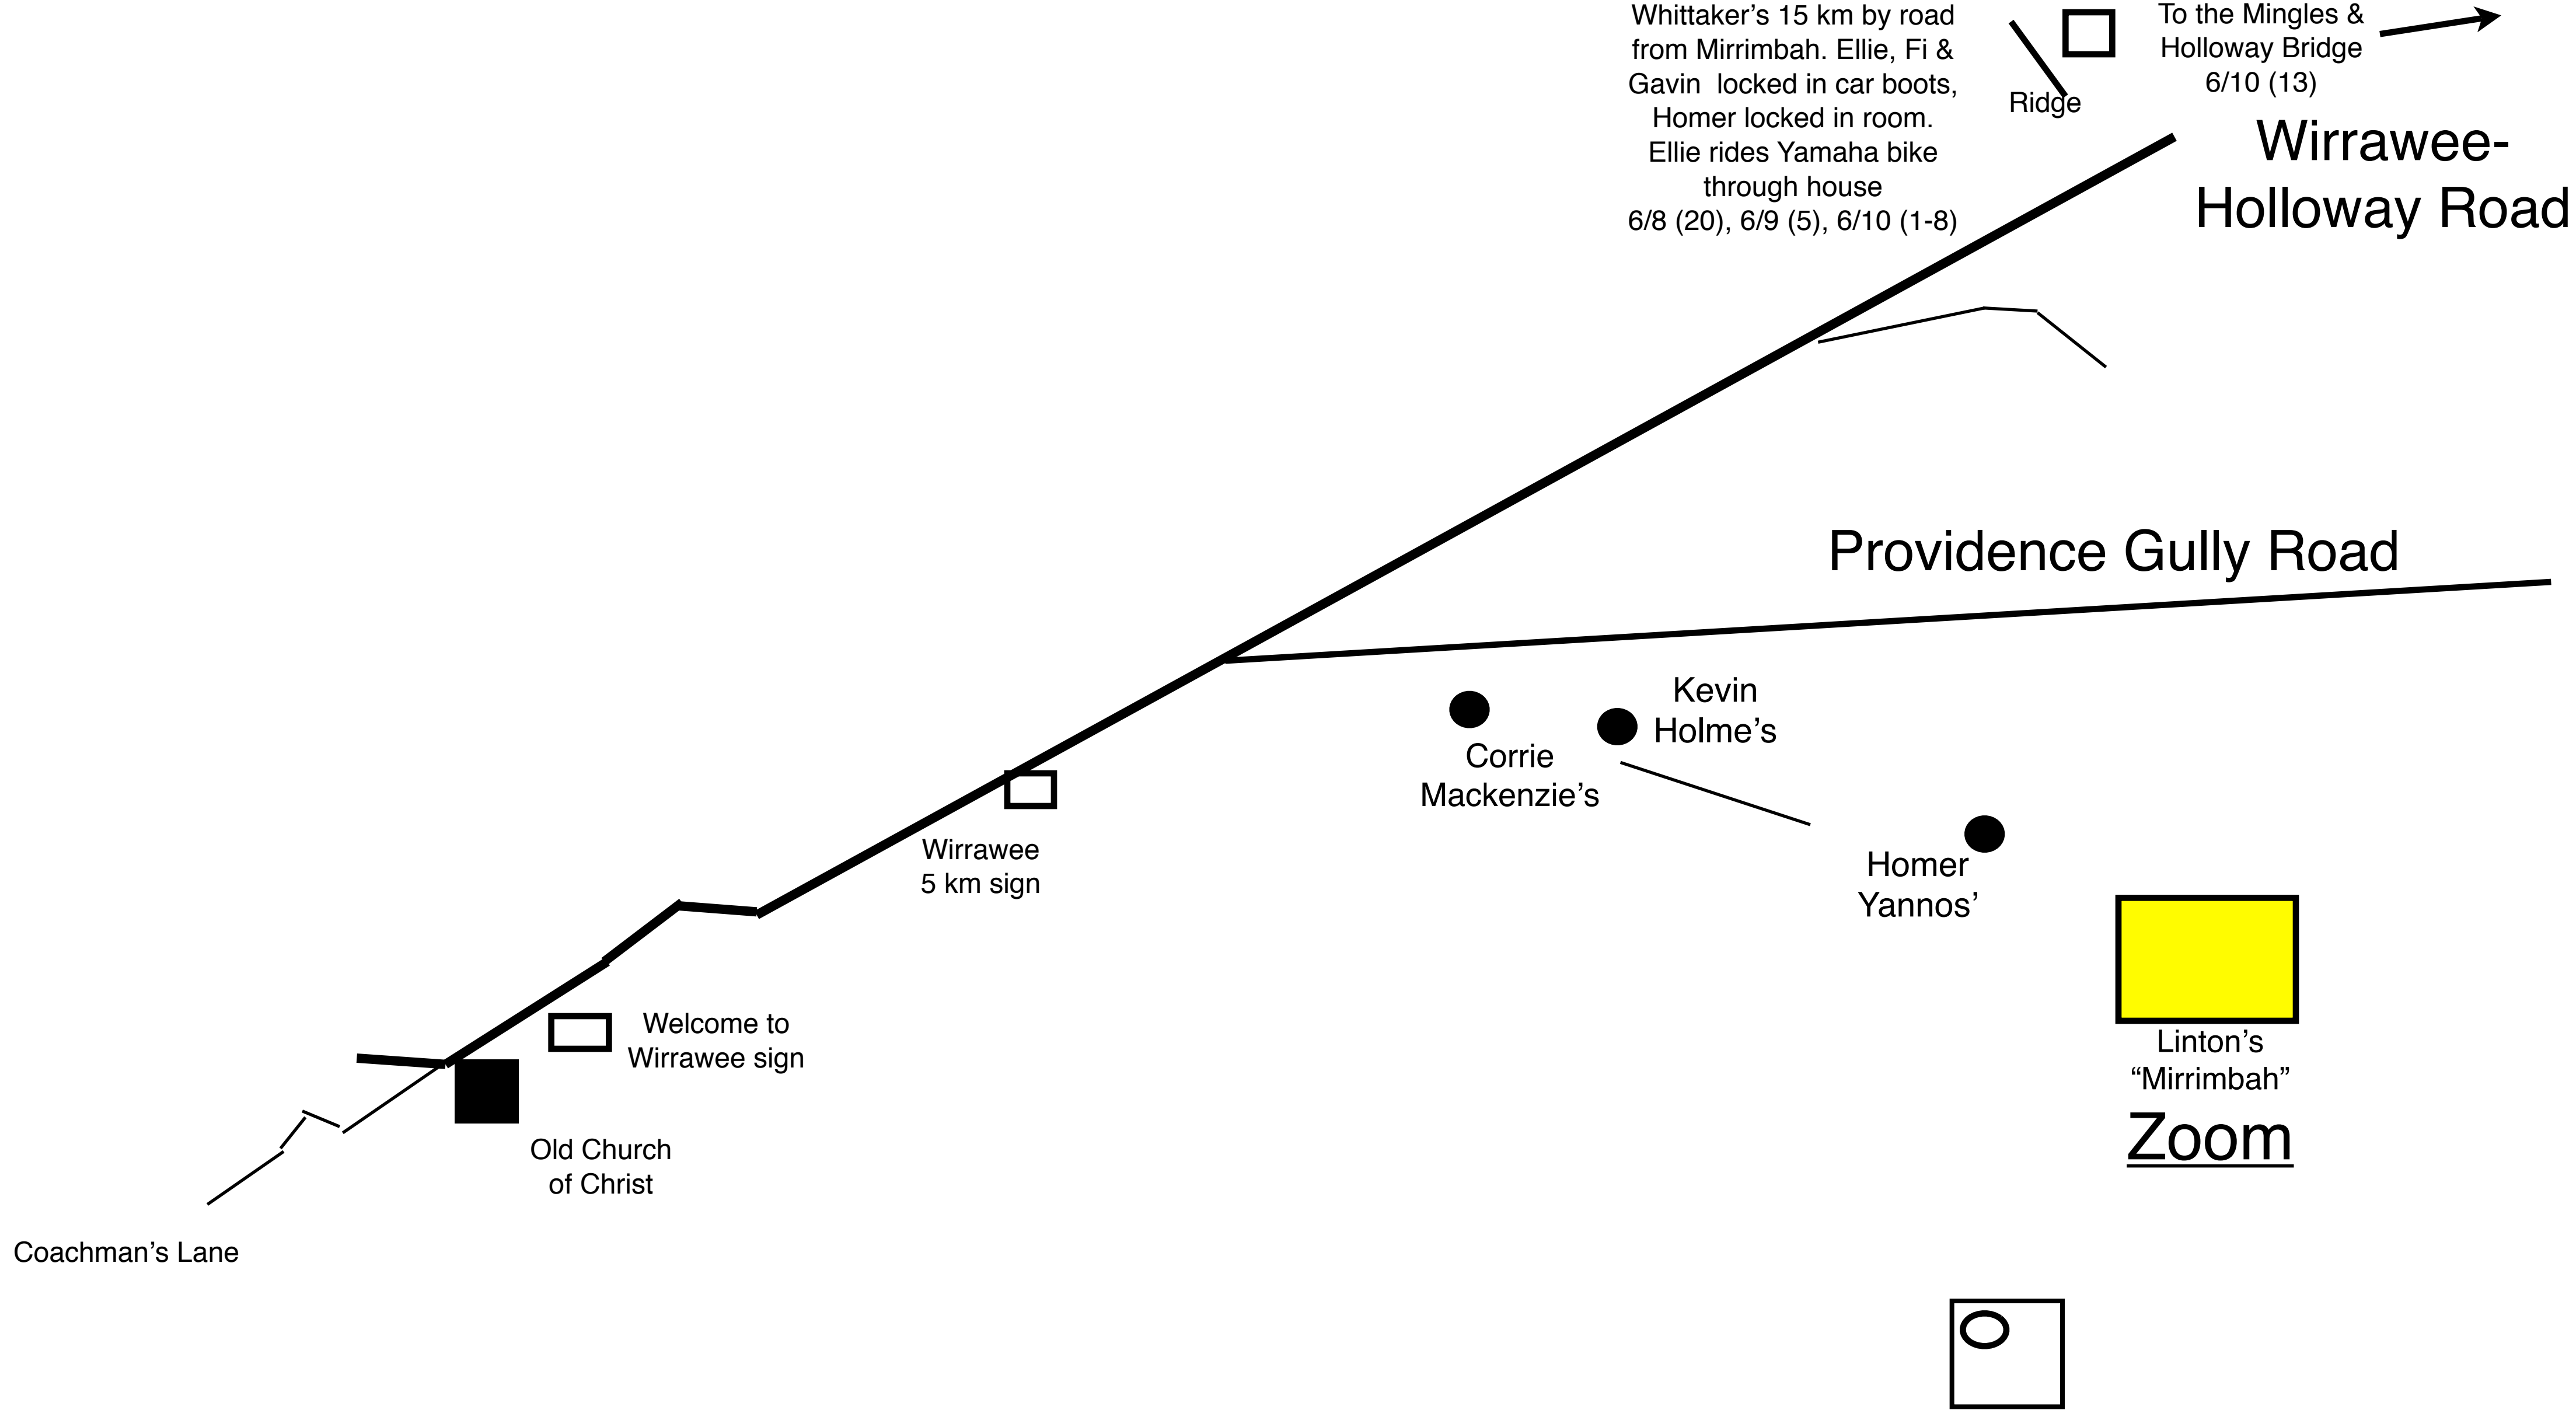 Whittaker’s 15 km by road
from Mirrimbah. Ellie, Fi &
Gavin  locked in car boots,
Homer locked in room.
Ellie rides Yamaha bike
through house
6/8 (20), 6/9 (5), 6/10 (1-8)
Ridge
To the Mingles &
Holloway Bridge
6/10 (13)
Wirrawee-
Holloway Road
Providence Gully Road
Kevin
Holme’s
Corrie
Mackenzie’s
Homer
Yannos’
Wirrawee
5 km sign
Welcome to
Wirrawee sign
Linton’s
“Mirrimbah”
Zoom
Old Church
of Christ
Coachman’s Lane